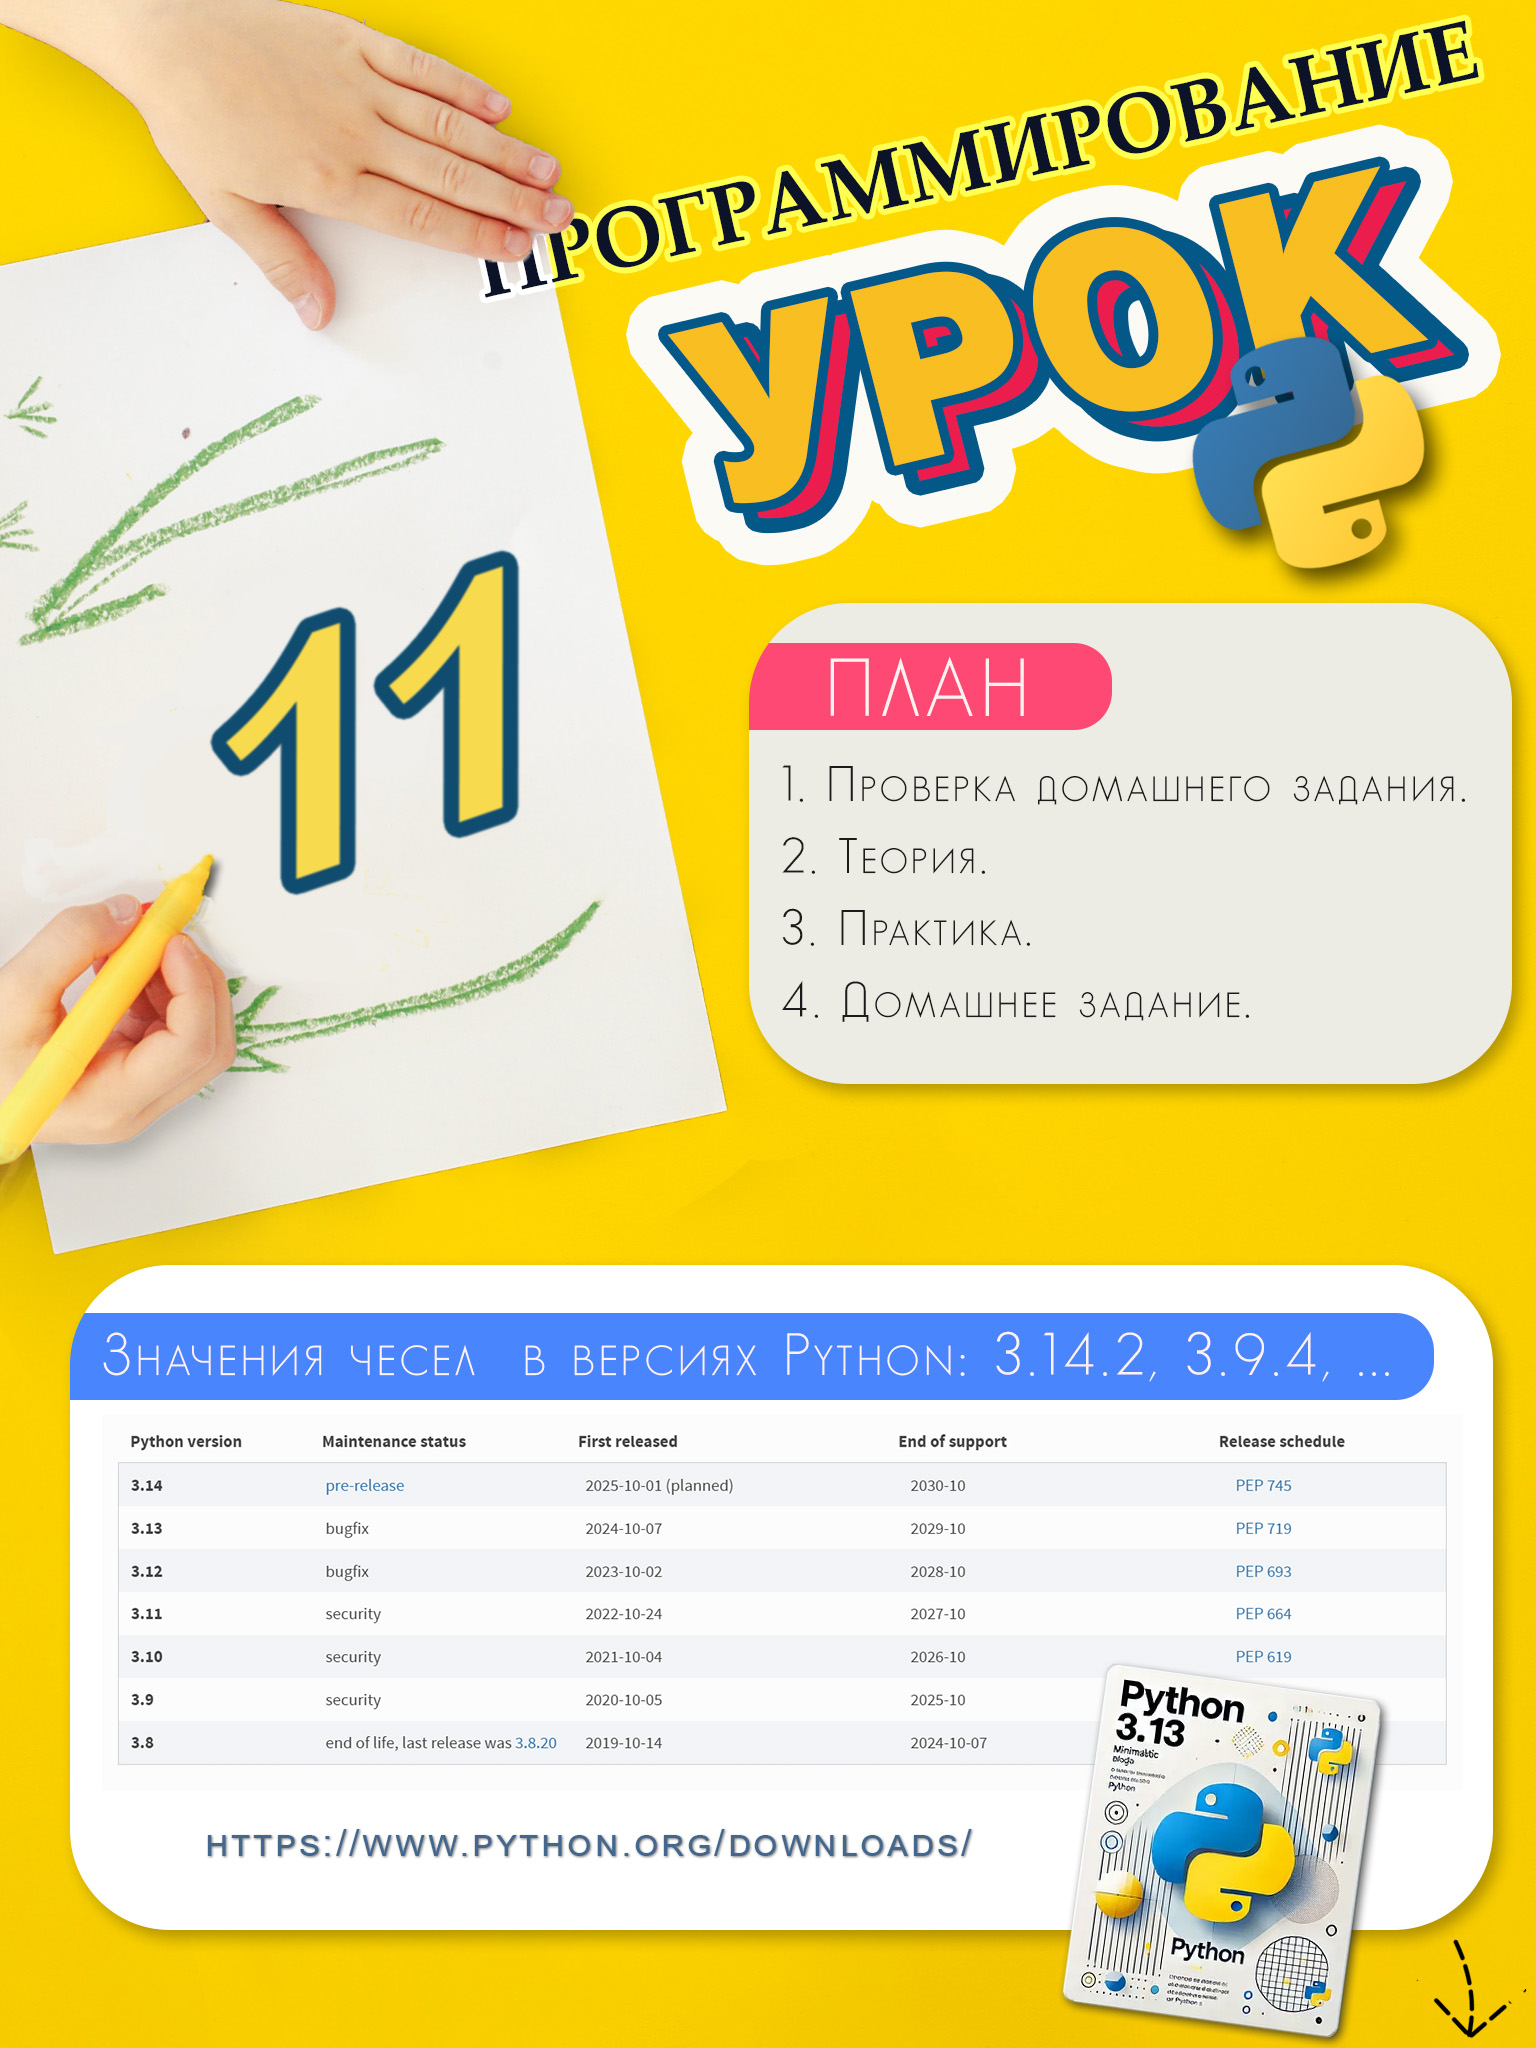 ПРОГРАММИРОВАНИЕ
УРОК
11
ПЛАН
1. Проверка домашнего задания.
2. Теория.
3. Практика.
4. Домашнее задание.
Значения чесел в версиях Python: 3.14.2, 3.9.4, ...
Python version Maintenance status First released End of support Release schedule
3.14 pre-release 2025-10-01 (planned) 2030-10 PEP 745
3.13 bugfix 2024-10-07 2029-10 PEP 719
3.12 bugfix 2023-10-02 2028-10 PEP 693
3.11 security 2022-10-24 2027-10 PEP 664
3.10 security 2021-10-04 2026-10 PEP 619
3.9 security 2020-10-05 2025-10
3.8 end of life, last release was 3.8.20 2019-10-14 2024-10-07
HTTPS://WWW.PYTHON.ORG/DOWNLOADS/
Python
3.13
Python
Python